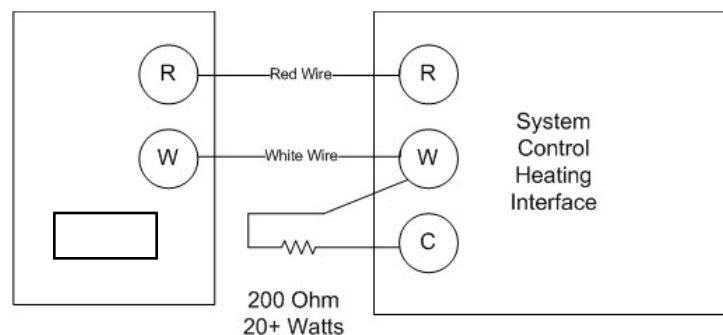 R
Red Wire
R
W
White Wire
W
System
Control
Heating
Interface
C
200 Ohm
20+ Watts